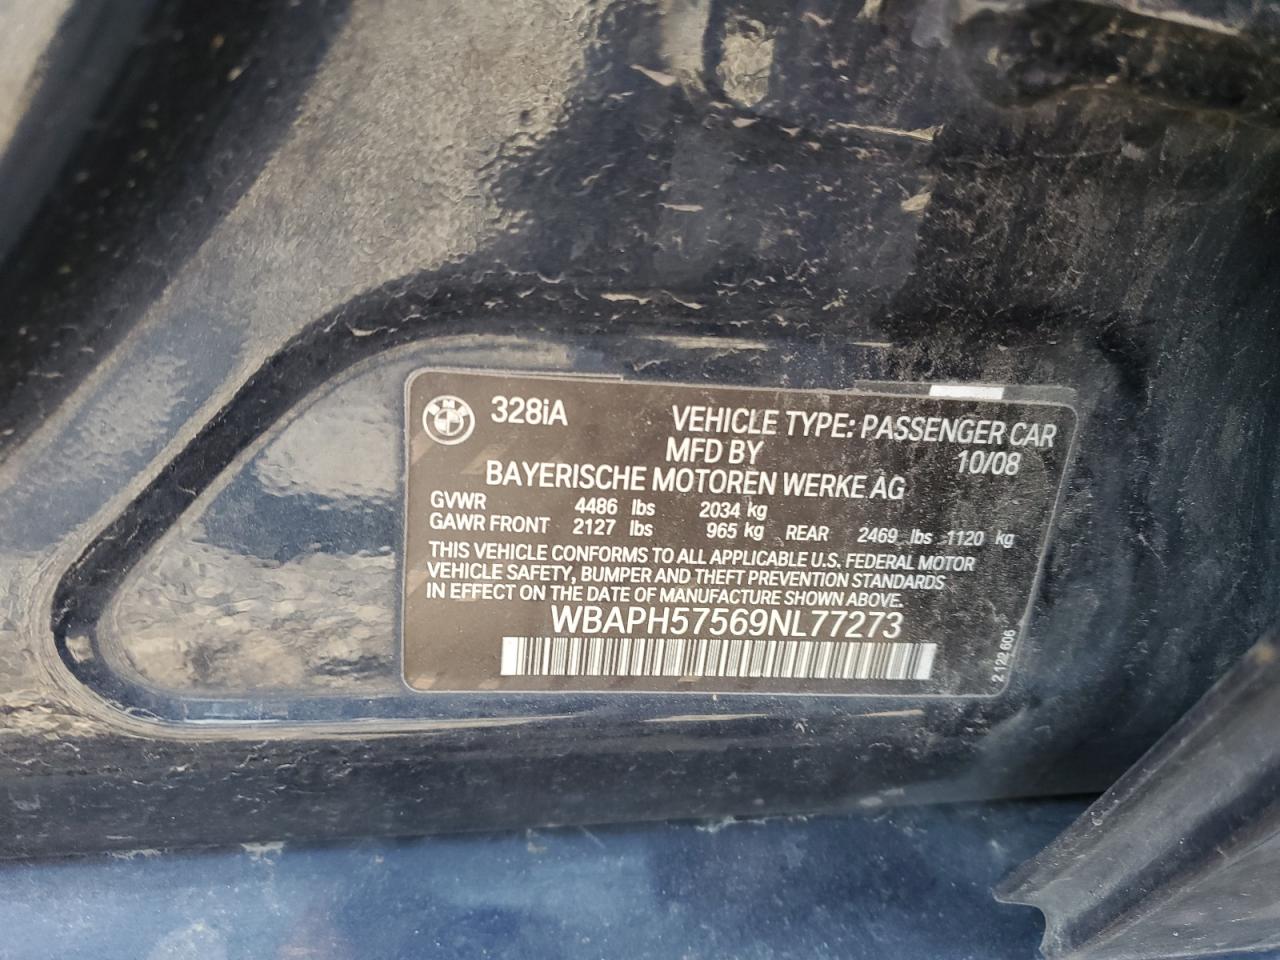 BMW 328iA VEHICLE TYPE: PASSENGER CAR
MFD BY 10/08
BAYERISCHE MOTOREN WERKE AG
GVWR 4486 lbs 2034 kg
GAWR FRONT 2127 lbs 965 kg REAR 2469 lbs 1120 kg
THIS VEHICLE CONFORMS TO ALL APPLICABLE U.S. FEDERAL MOTOR
VEHICLE SAFETY, BUMPER AND THEFT PREVENTION STANDARDS
IN EFFECT ON THE DATE OF MANUFACTURE SHOWN ABOVE.
WBAPH57569NL77273
2 122 606